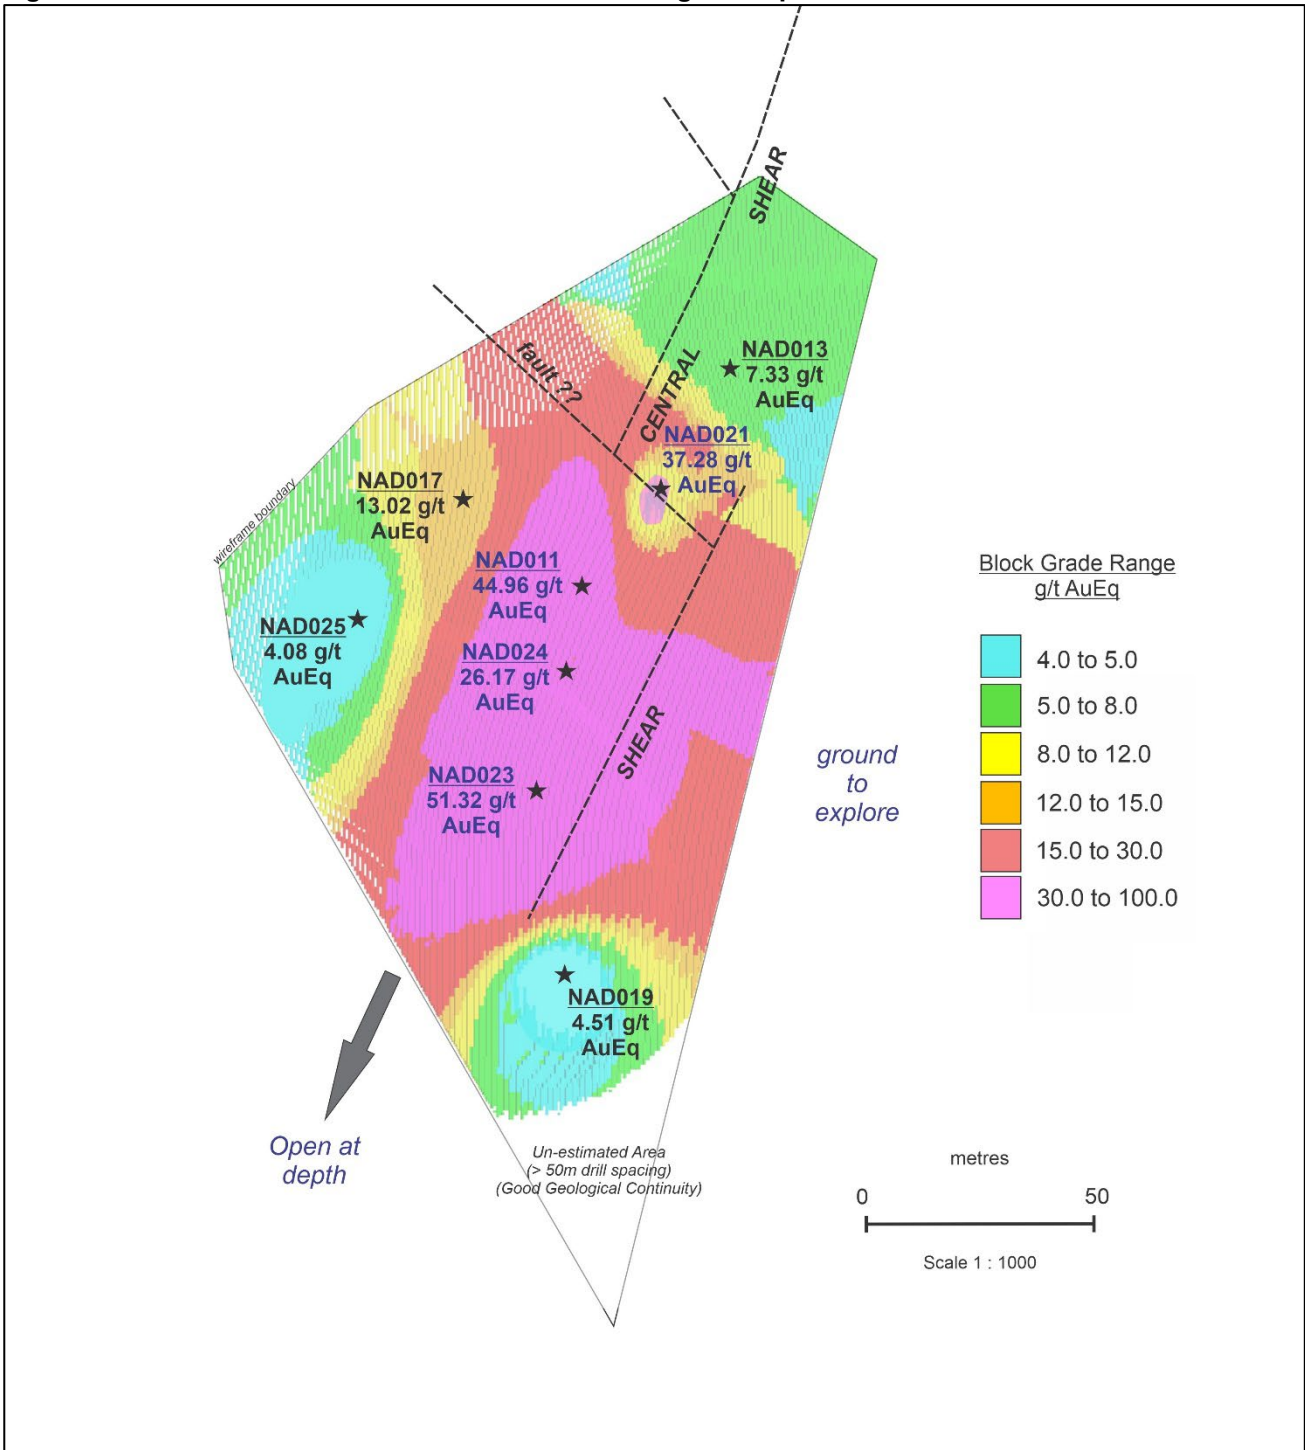 SHEAR
CENTRAL
fault ??
NAD013
7.33 g/t
AuEq
NAD021
37.28 g/t
AuEq
NAD017
13.02 g/t
AuEq
wireframe boundary
NAD011
44.96 g/t
AuEq
NAD025
4.08 g/t
AuEq
NAD024
26.17 g/t
AuEq
SHEAR
NAD023
51.32 g/t
AuEq
ground
to
explore
Block Grade Range
g/t AuEq
4.0 to 5.0
5.0 to 8.0
8.0 to 12.0
12.0 to 15.0
15.0 to 30.0
30.0 to 100.0
NAD019
4.51 g/t
AuEq
Open at
depth
Un-estimated Area
(> 50m drill spacing)
(Good Geological Continuity)
metres
0 50
Scale 1 : 1000